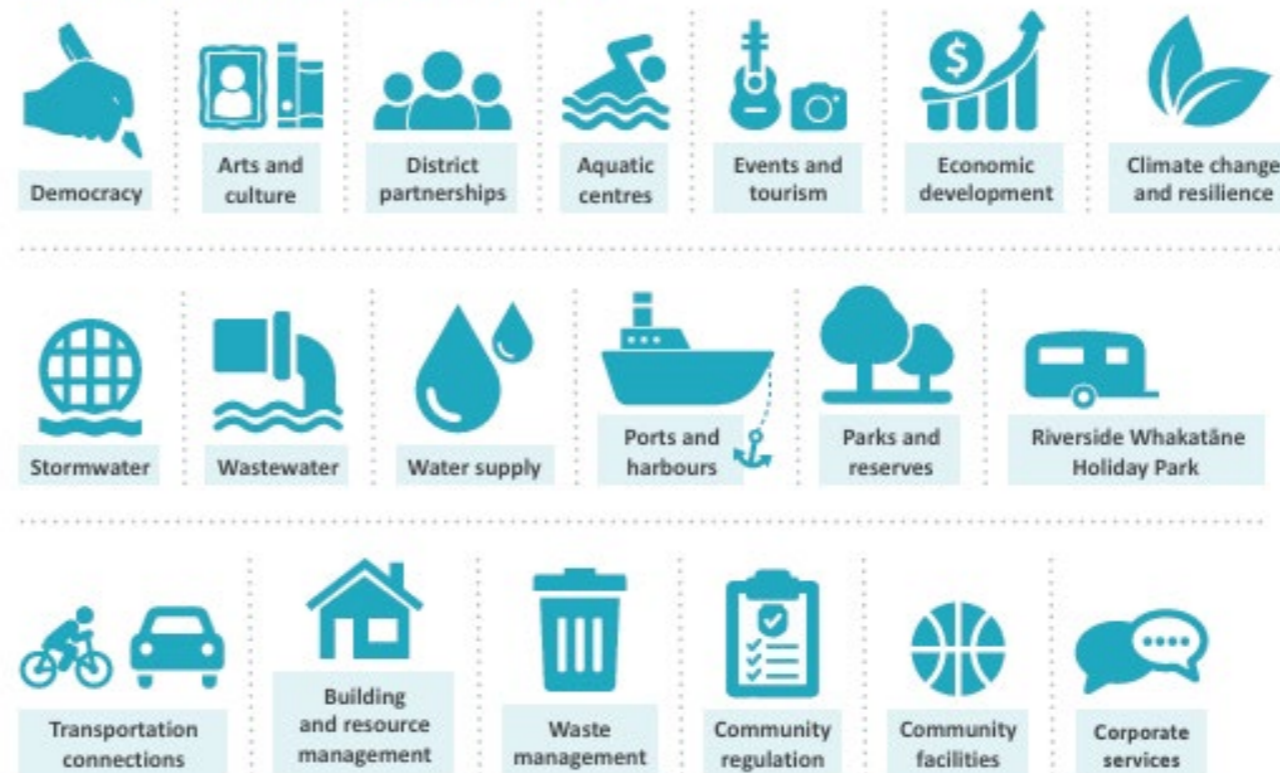 $
Democracy
Arts and
culture
District
partnerships
Aquatic
centres
Events and
tourism
Economic
development
Climate change
and resilience
Stormwater
Wastewater
Water supply
Ports and
harbours
Parks and
reserves
Riverside Whakatāne
Holiday Park
Transportation
connections
Building
and resource
management
Waste
management
Community
regulation
Community
facilities
Corporate
services